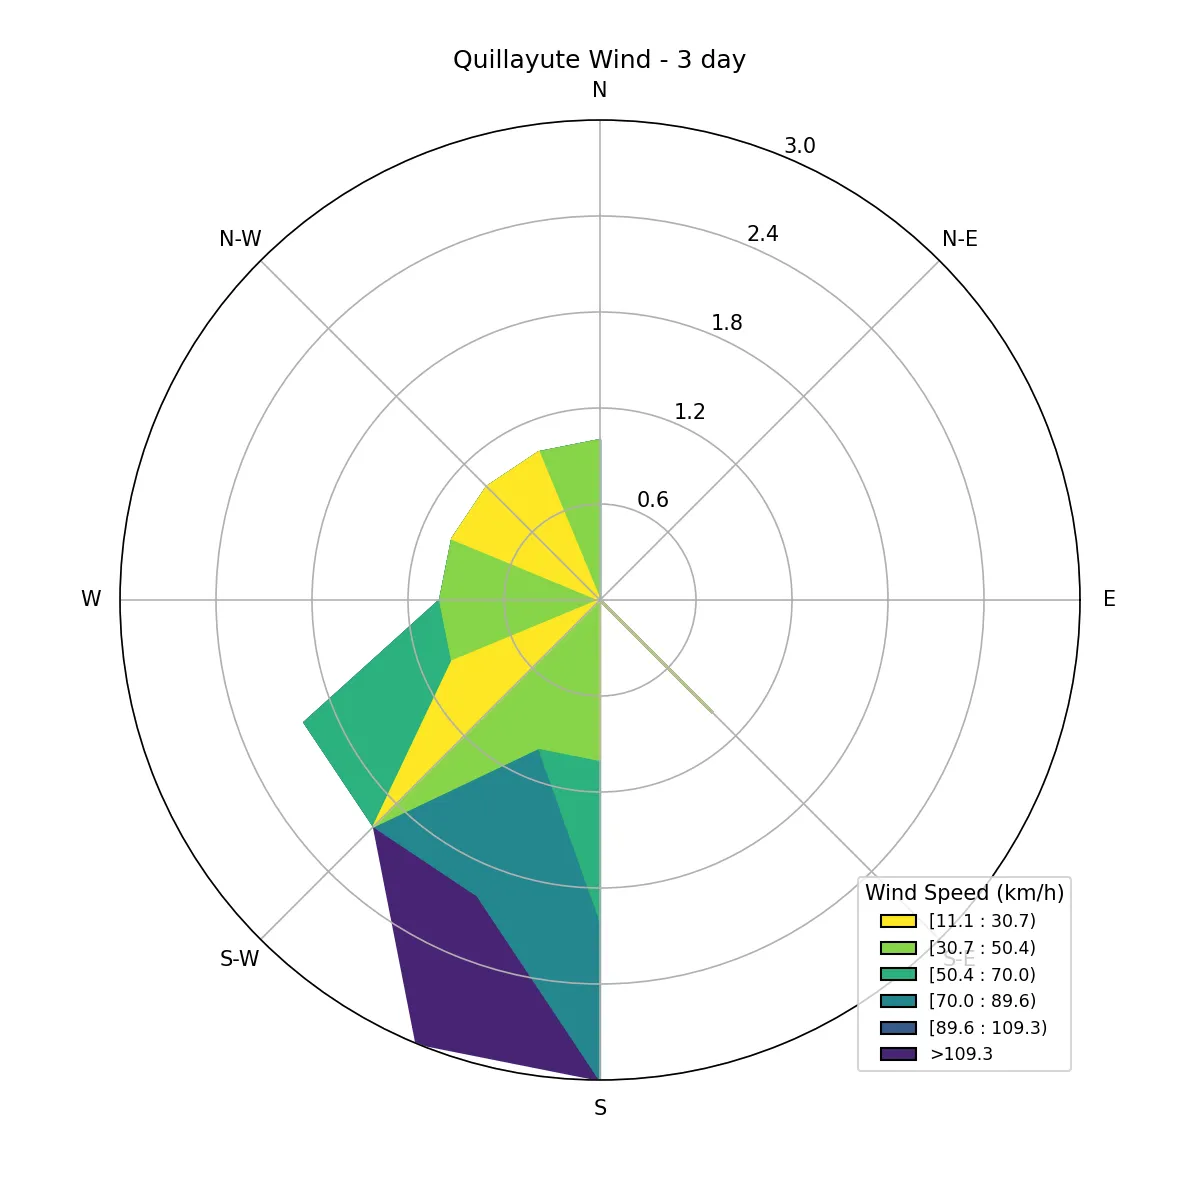 Quillayute Wind - 3 day
N
3.0
N-W
N-E
2.4
1.8
1.2
0.6
W
E
Wind Speed (km/h)
[11.1 : 30.7)
[30.7 : 50.4)
S-W
S-E
[50.4 : 70.0)
[70.0 : 89.6)
[89.6 : 109.3)
>109.3
S